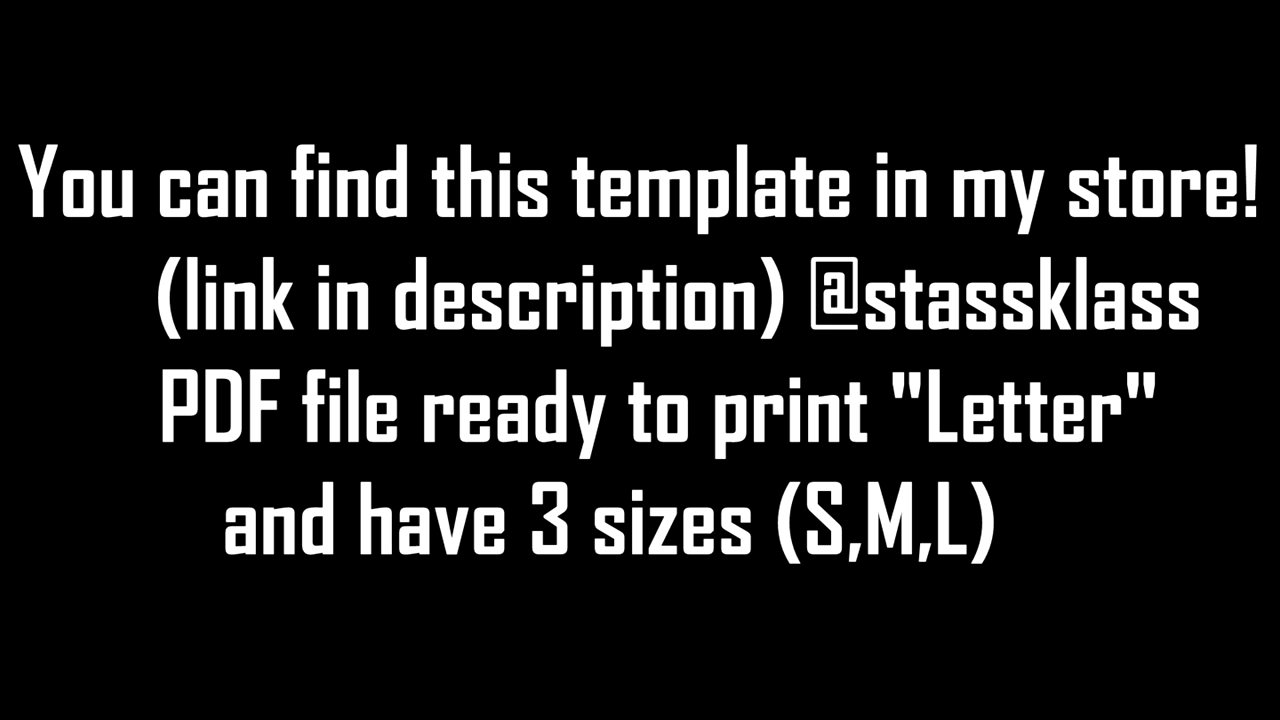 You can find this template in my store!
(link in description) @stassklass
PDF file ready to print "Letter"
and have 3 sizes (S,M,L)